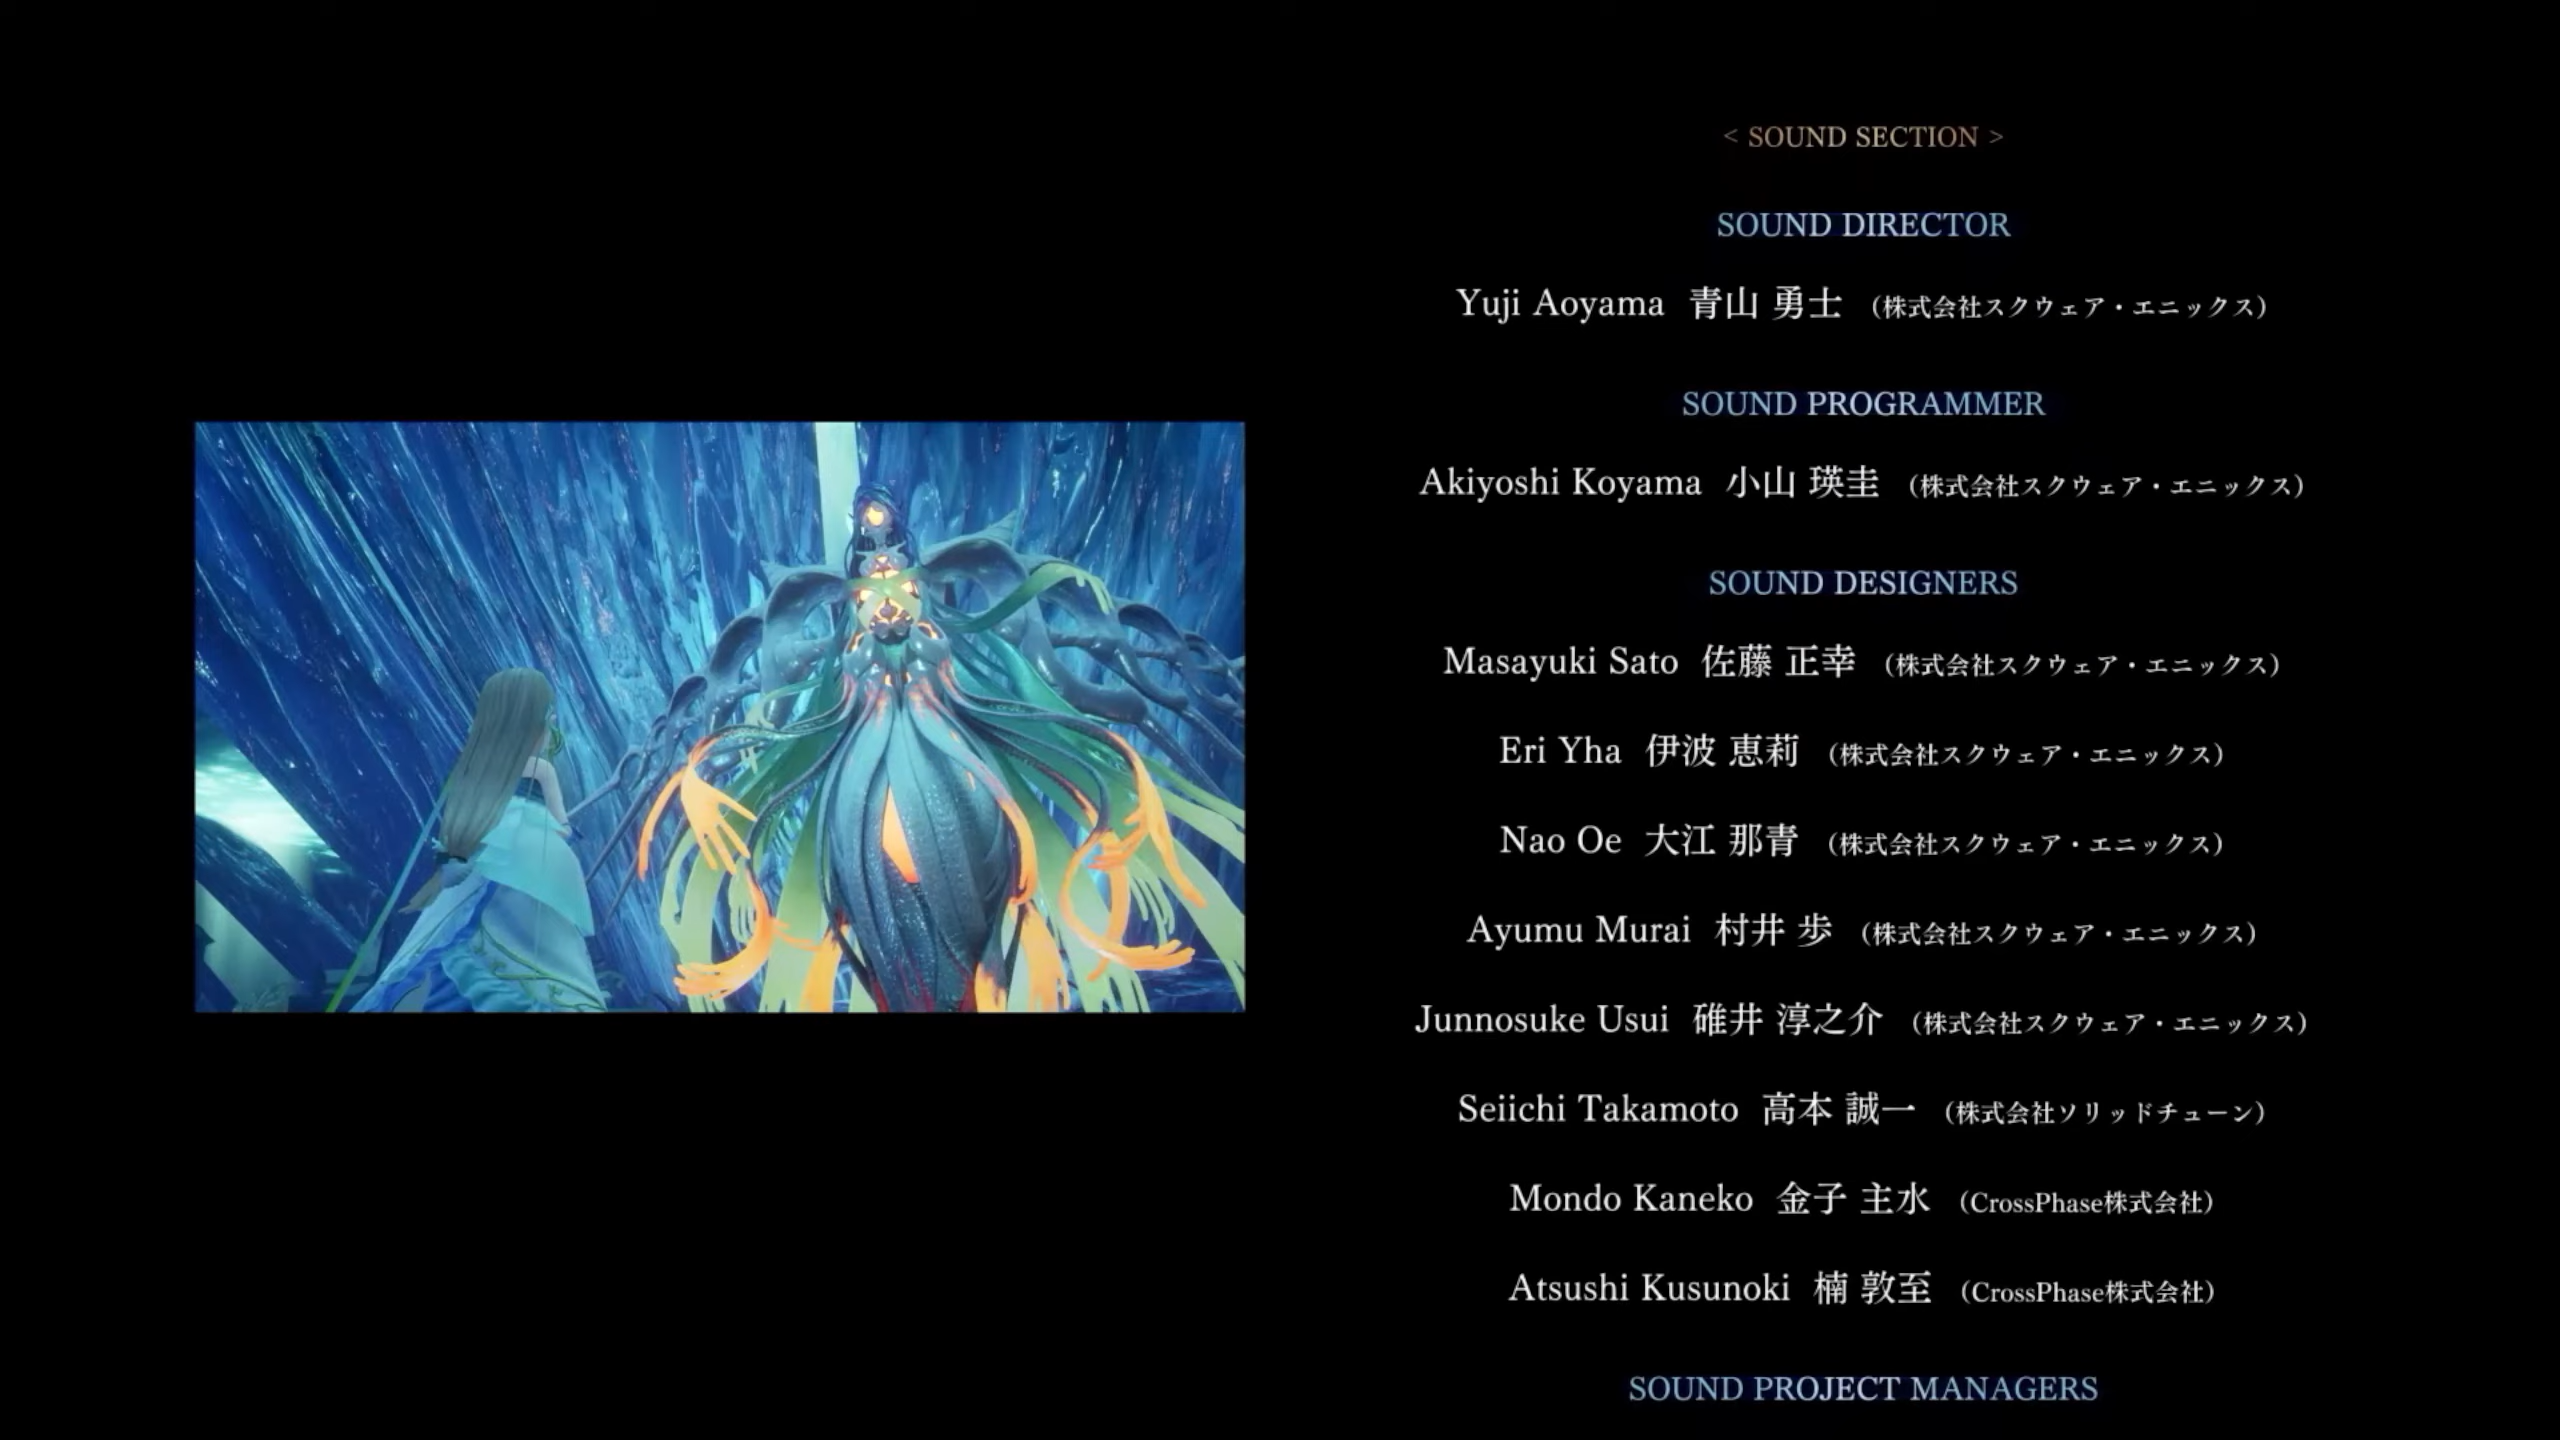 < SOUND SECTION >
SOUND DIRECTOR
Yuji Aoyama 青山 勇士 (株式会社スクウェア・エニックス)
SOUND PROGRAMMER
Akiyoshi Koyama 小山 瑛圭 (株式会社スクウェア・エニックス)
SOUND DESIGNERS
Masayuki Sato 佐藤 正幸 (株式会社スクウェア・エニックス)
Eri Yha 伊波 恵莉 (株式会社スクウェア・エニックス)
Nao Oe 大江 那青 (株式会社スクウェア・エニックス)
Ayumu Murai 村井 歩 (株式会社スクウェア・エニックス)
Junnosuke Usui 碓井 淳之介 (株式会社スクウェア・エニックス)
Seiichi Takamoto 高本 誠一 (株式会社ソリッドチューン)
Mondo Kaneko 金子 主水 (CrossPhase株式会社)
Atsushi Kusunoki 楠 敦至 (CrossPhase株式会社)
SOUND PROJECT MANAGERS